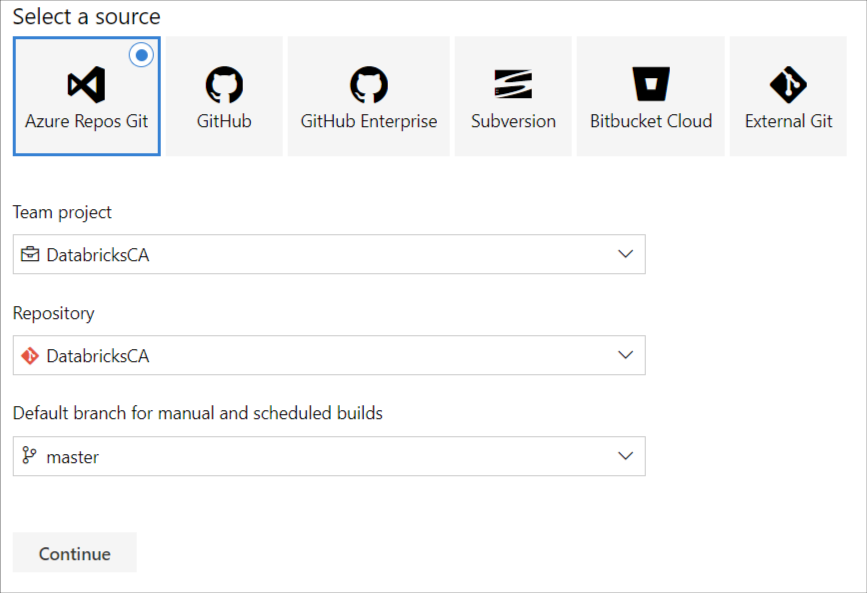 Select a source
Azure Repos Git
GitHub
GitHub Enterprise
Subversion
Bitbucket Cloud
External Git
Team project
DatabricksCA
Repository
DatabricksCA
Default branch for manual and scheduled builds
master
Continue